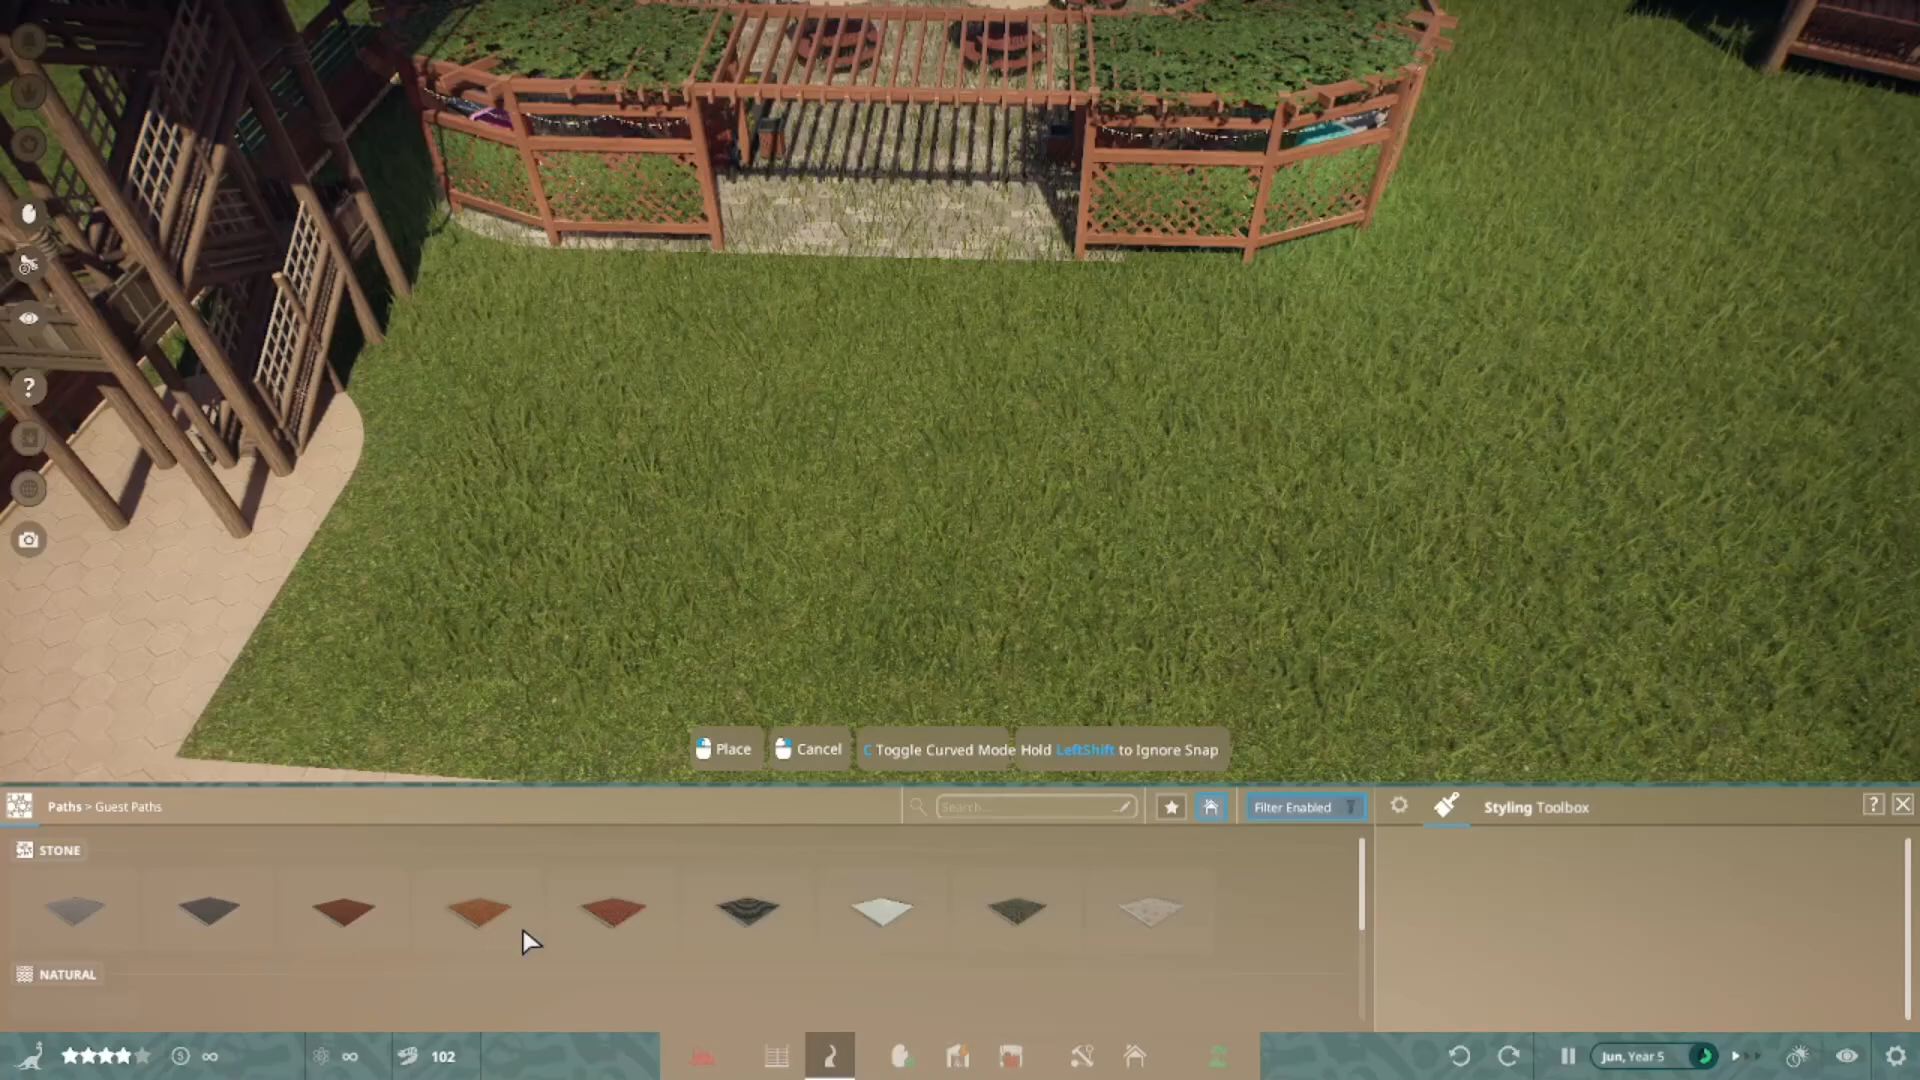 ?
Place
Cancel
C Toggle Curved Mode
Hold LeftShift to Ignore Snap
Paths > Guest Paths
Search...
Filter Enabled
Styling Toolbox
?
STONE
NATURAL
∞
∞
102
Jun, Year 5